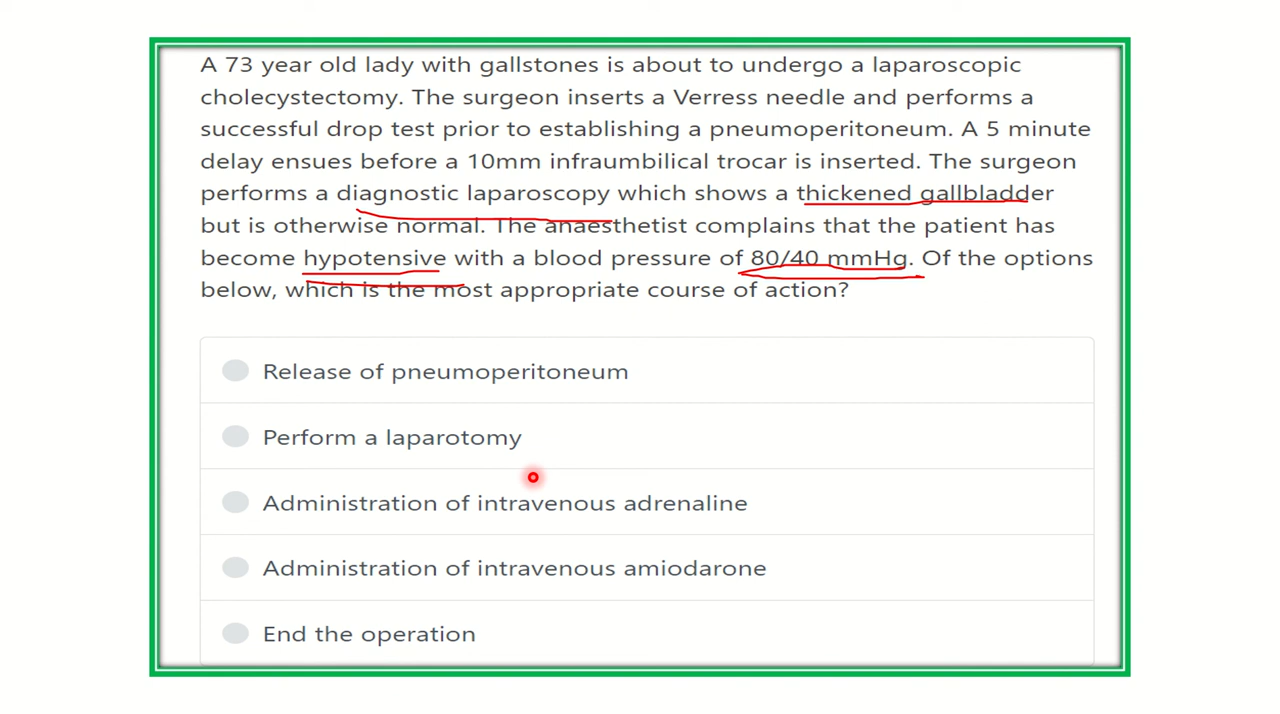 A 73 year old lady with gallstones is about to undergo a laparoscopic
cholecystectomy. The surgeon inserts a Verress needle and performs a
successful drop test prior to establishing a pneumoperitoneum. A 5 minute
delay ensues before a 10mm infraumbilical trocar is inserted. The surgeon
performs a diagnostic laparoscopy which shows a thickened gallbladder
but is otherwise normal. The anaesthetist complains that the patient has
become hypotensive with a blood pressure of 80/40 mmHg. Of the options
below, which is the most appropriate course of action?
Release of pneumoperitoneum
Perform a laparotomy
Administration of intravenous adrenaline
Administration of intravenous amiodarone
End the operation